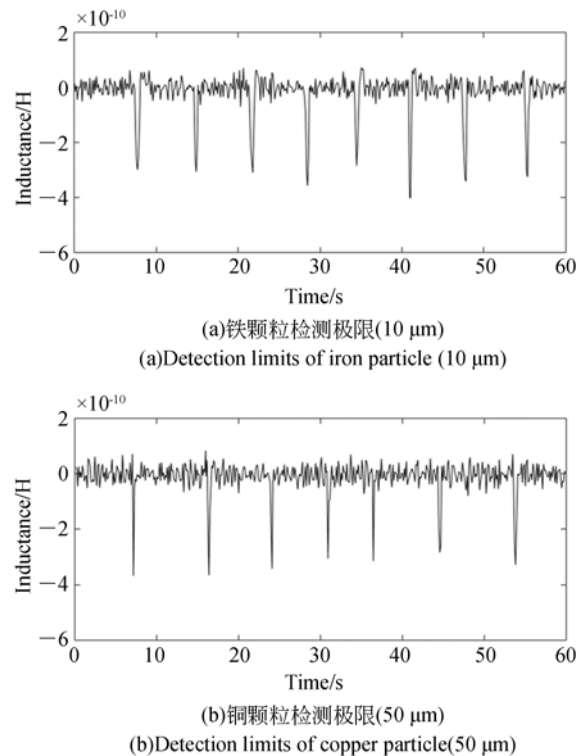 ×10⁻¹⁰
2
0
−2
−4
−6
0 10 20 30 40 50 60
Inductance/H
Time/s
(a)铁颗粒检测极限(10 μm)
(a)Detection limits of iron particle (10 μm)
×10⁻¹⁰
2
0
−2
−4
−6
0 10 20 30 40 50 60
Inductance/H
Time/s
(b)铜颗粒检测极限(50 μm)
(b)Detection limits of copper particle(50 μm)